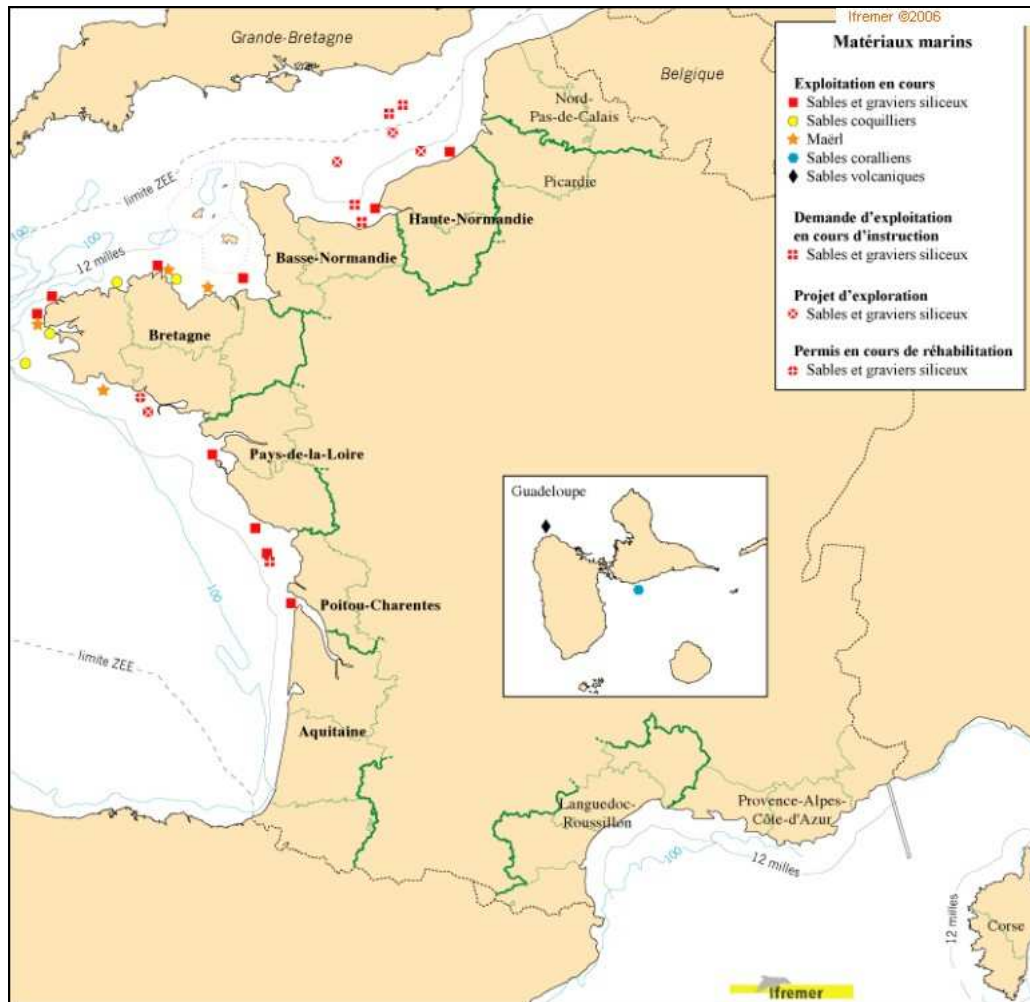 Ifremer ©2006
Matériaux marins
Exploitation en cours
Sables et graviers siliceux
Sables coquilliers
Maërl
Sables coralliens
Sables volcaniques
Demande d'exploitation
en cours d'instruction
Sables et graviers siliceux
Projet d'exploration
Sables et graviers siliceux
Permis en cours de réhabilitation
Sables et graviers siliceux
Grande-Bretagne
Belgique
Nord-
Pas-de-Calais
Picardie
limite ZEE
Haute-Normandie
100
100
12 milles
Basse-Normandie
Bretagne
Pays-de-la-Loire
Guadeloupe
100
Poitou-Charentes
limite ZEE
Aquitaine
Languedoc-
Roussillon
Provence-Alpes-
Côte-d'Azur
100
12 milles
12 milles
Corse
Ifremer